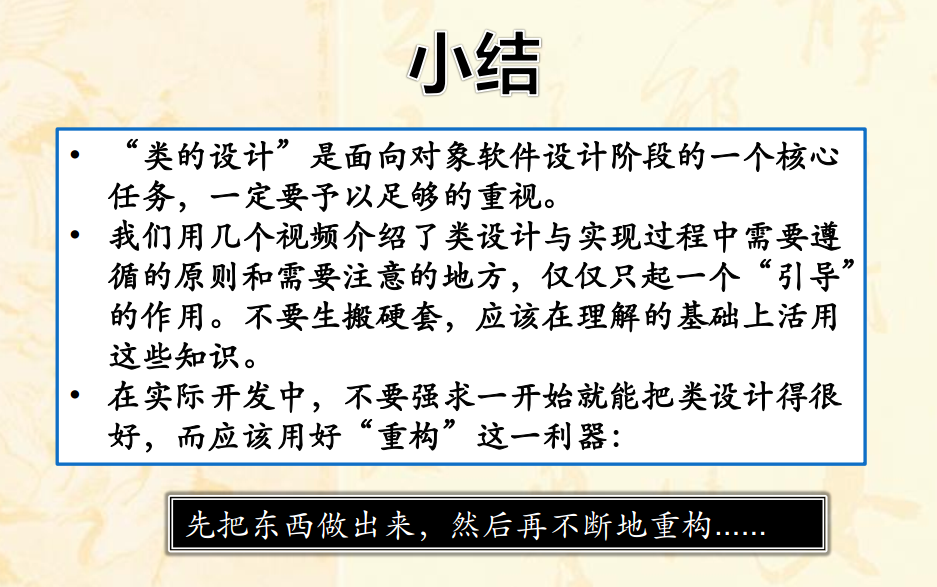 小结
• “类的设计”是面向对象软件设计阶段的一个核心
任务，一定要予以足够的重视。
• 我们用几个视频介绍了类设计与实现过程中需要遵
循的原则和需要注意的地方，仅仅只起一个“引导”
的作用。不要生搬硬套，应该在理解的基础上活用
这些知识。
• 在实际开发中，不要强求一开始就能把类设计得很
好，而应该用好“重构”这一利器：
先把东西做出来，然后再不断地重构……